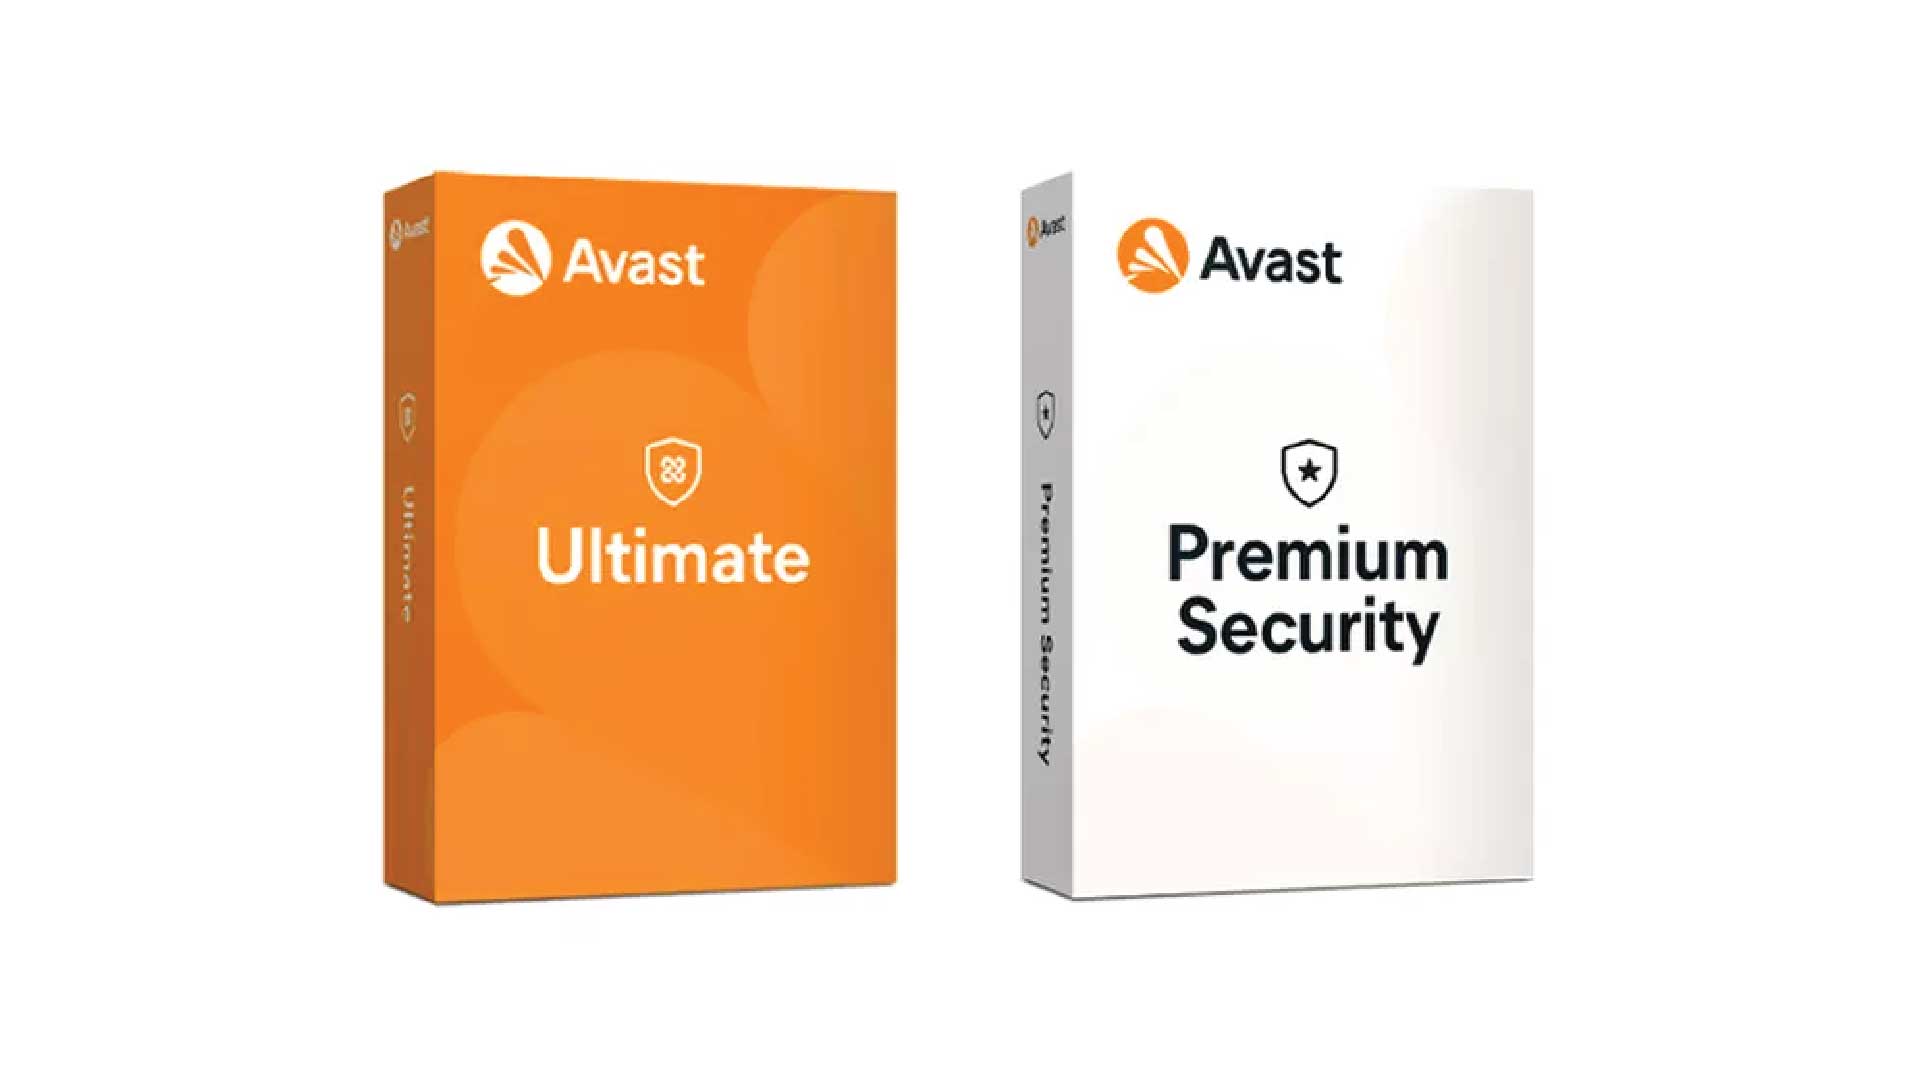 Avast
Ultimate
Avast
Ultimate
Avast
Premium Security
Avast
Premium
Security